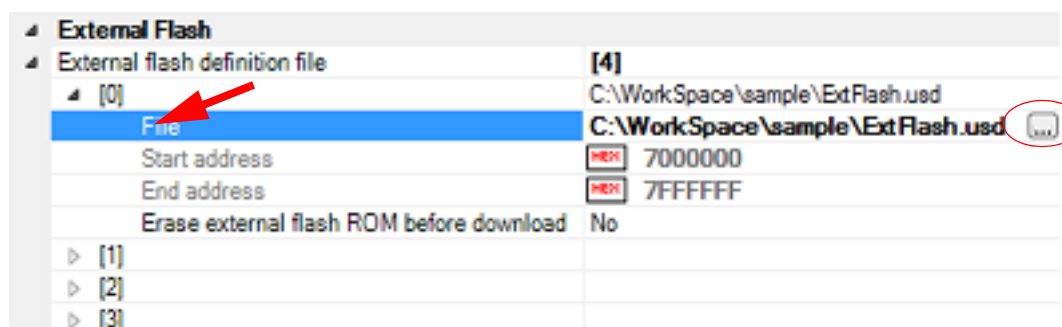 External Flash
External flash definition file [4]
[0] C:\WorkSpace\sample\ExtFlash.usd
File C:\WorkSpace\sample\ExtFlash.usd ...
Start address HEX 7000000
End address HEX 7FFFFFF
Erase external flash ROM before download No
[1]
[2]
[3]